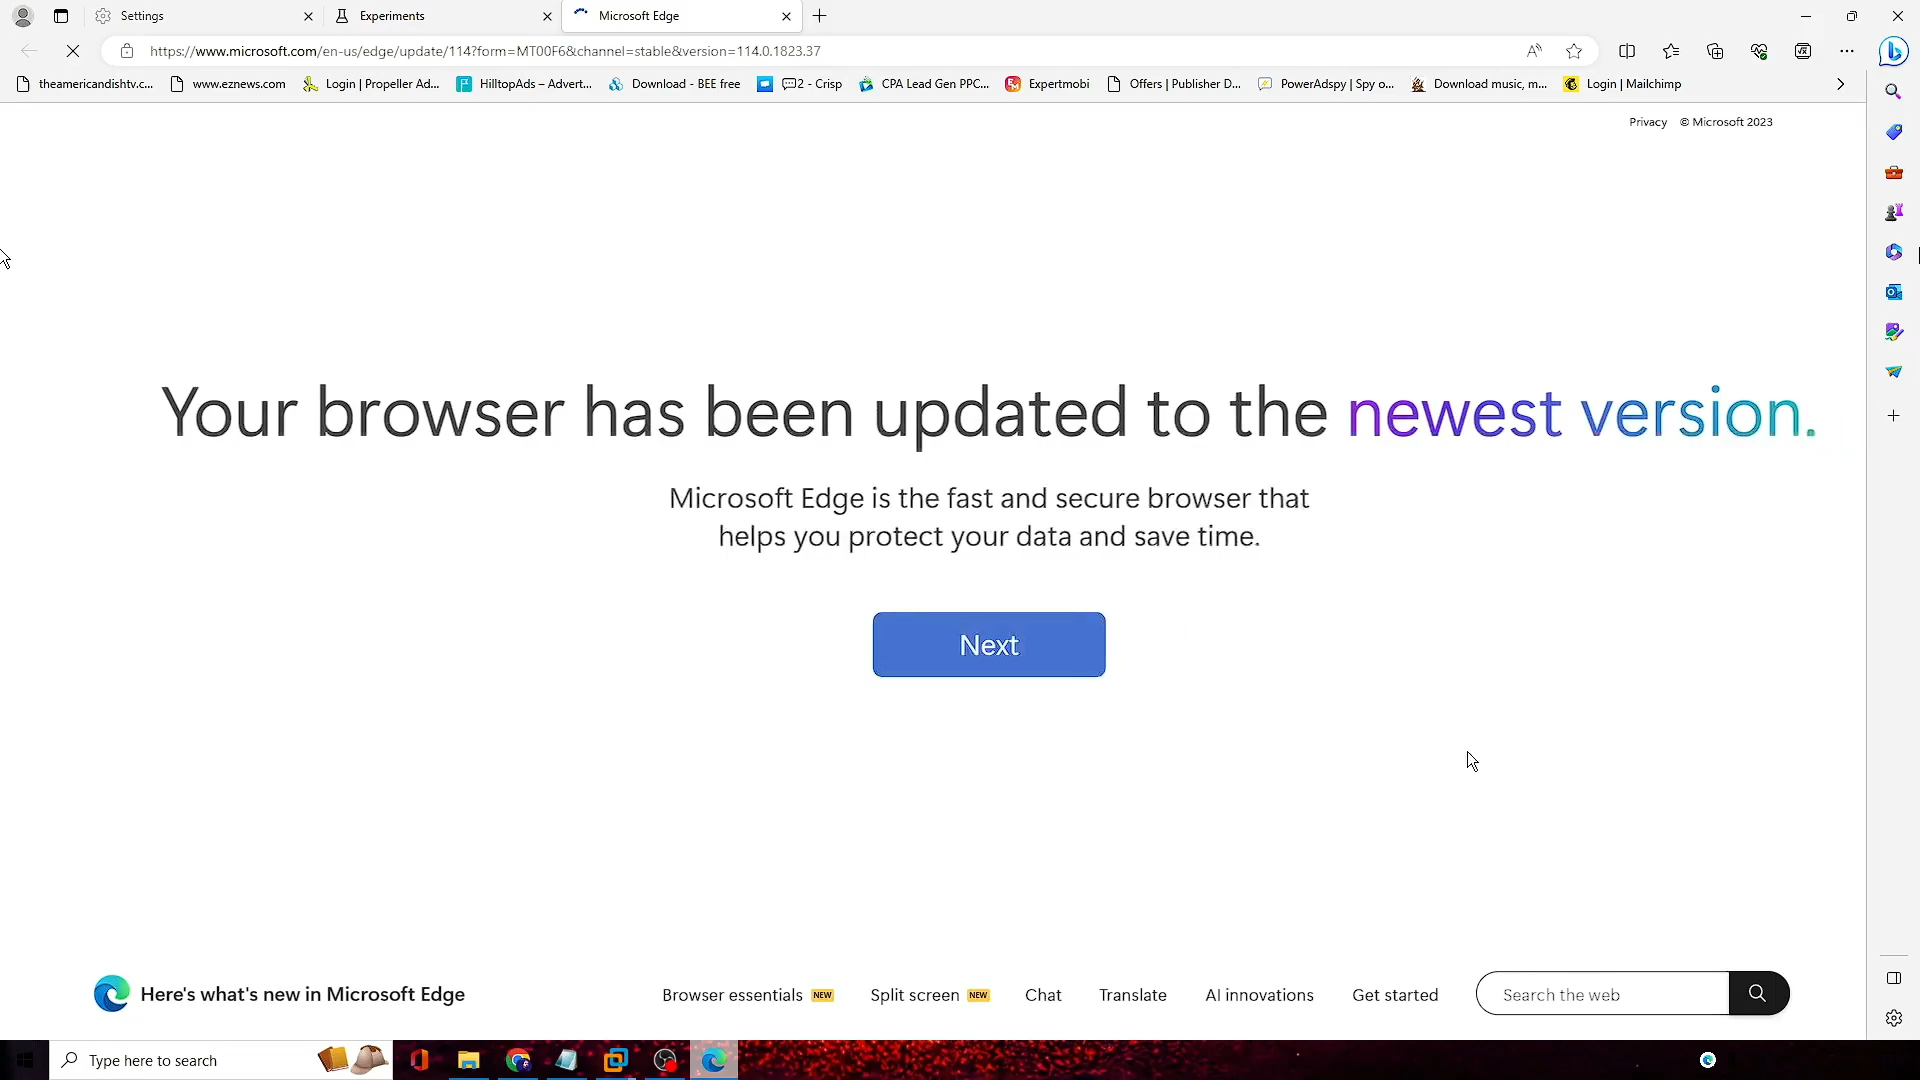 Settings
Experiments
Microsoft Edge
https://www.microsoft.com/en-us/edge/update/114?form=MT00F6&channel=stable&version=114.0.1823.37
theamericandishtv.c...
www.eznews.com
Login | Propeller Ad...
HilltopAds – Advert...
Download - BEE free
2 - Crisp
CPA Lead Gen PPC...
Expertmobi
Offers | Publisher D...
PowerAdspy | Spy o...
Download music, m...
Login | Mailchimp
Privacy © Microsoft 2023
Your browser has been updated to the newest version.
Microsoft Edge is the fast and secure browser that
helps you protect your data and save time.
Next
Here's what's new in Microsoft Edge
Browser essentials NEW
Split screen NEW
Chat
Translate
AI innovations
Get started
Search the web
Type here to search